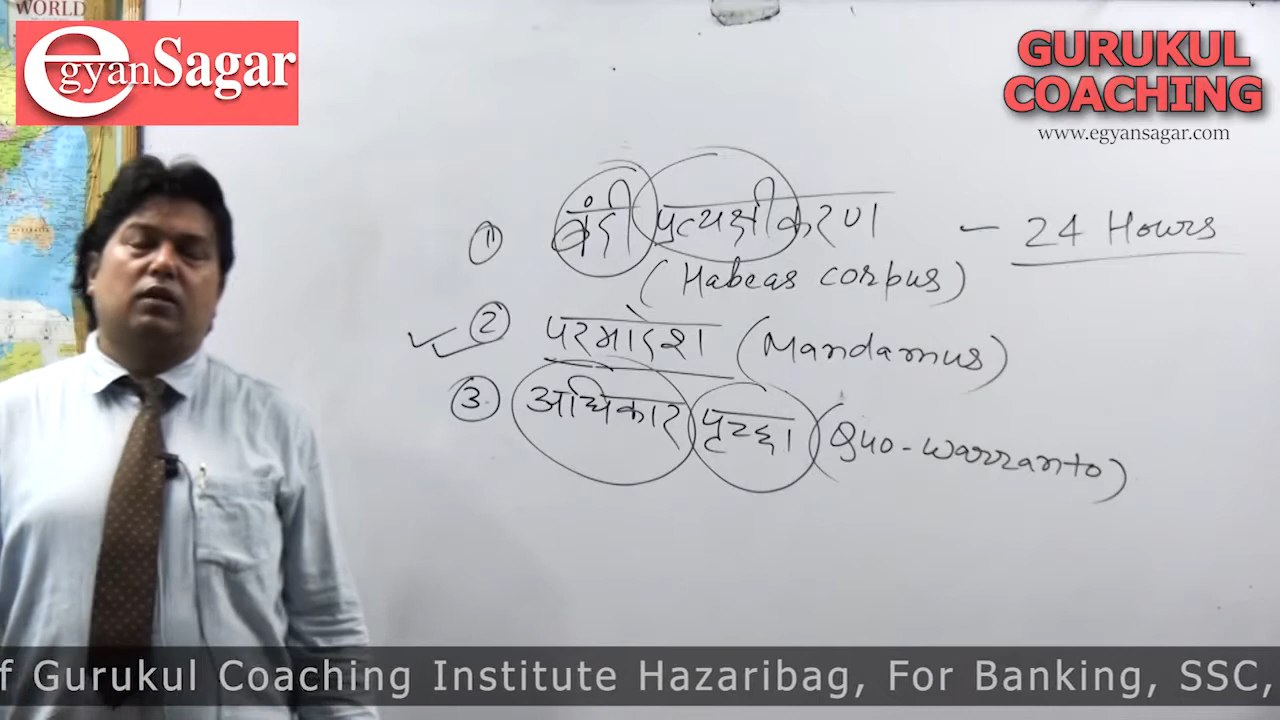 WORLD
egyanSagar
GURUKUL
COACHING
www.egyansagar.com
① बंदी प्रत्यक्षीकरण - 24 Hours
(Habeas corpus)
② परमादेश (Mandamus)
③ अधिकार पृच्छा (Quo-warranto)
f Gurukul Coaching Institute Hazaribag, For Banking, SSC,